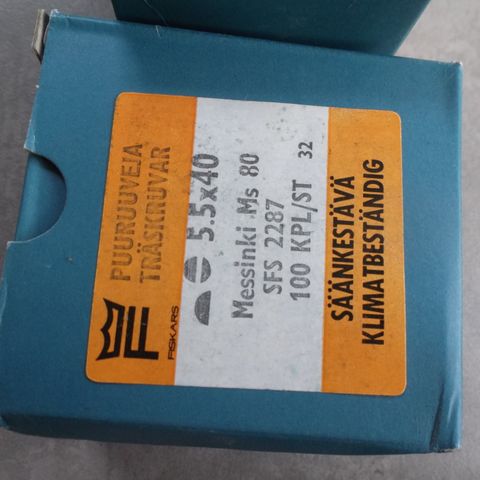 PUURUUVEJA
TRÄSKRUVAR
FISKARS
5.5x40
Messinki Ms 80
SFS 2287
100 KPL/ST
32
SÄÄNKESTÄVÄ
KLIMATBESTÄNDIG